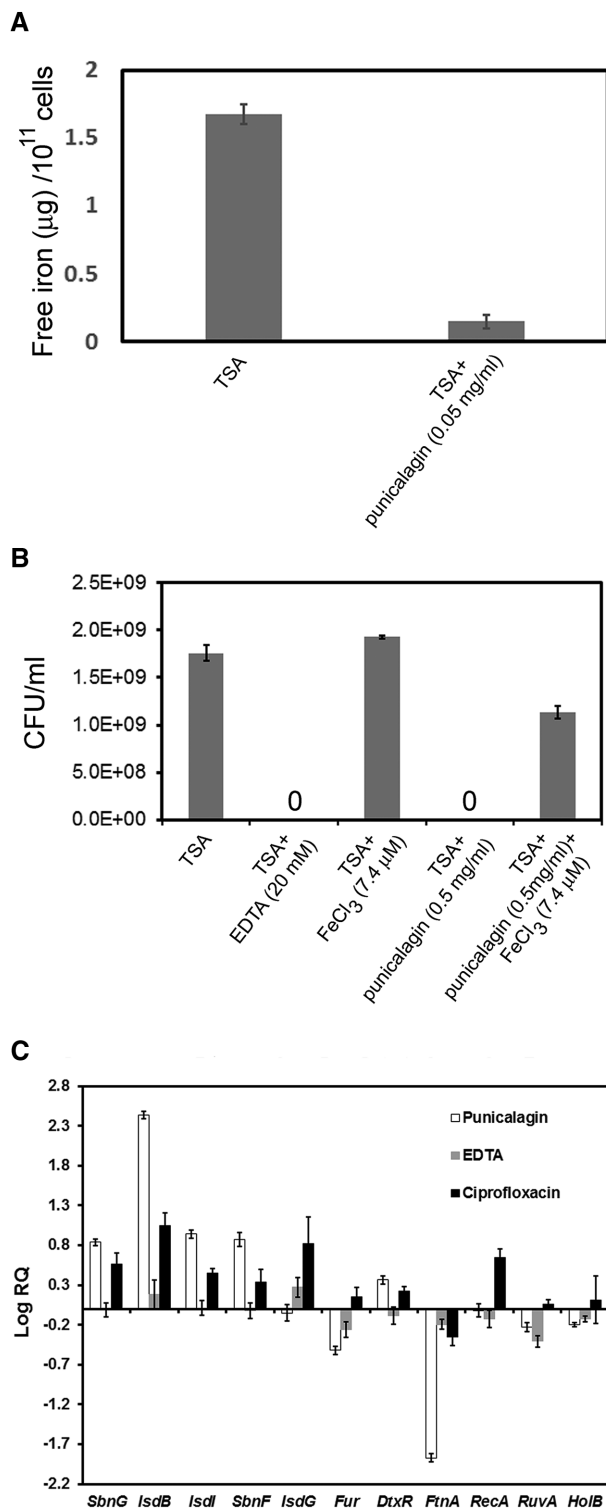 A
Free iron (μg) /10¹¹ cells
2
1.5
1
0.5
0
TSA
TSA+
punicalagin (0.05 mg/ml)
B
CFU/ml
2.5E+09
2.0E+09
1.5E+09
1.0E+09
5.0E+08
0.0E+00
0
0
TSA
TSA+
EDTA (20 mM)
TSA+
FeCl₃ (7.4 μM)
TSA+
punicalagin (0.5 mg/ml)
TSA+
punicalagin (0.5mg/ml)+
FeCl₃ (7.4 μM)
C
Log RQ
2.8
2.3
1.8
1.3
0.8
0.3
-0.2
-0.7
-1.2
-1.7
-2.2
Punicalagin
EDTA
Ciprofloxacin
SbnG IsdB IsdI SbnF IsdG Fur DtxR FtnA RecA RuvA HolB